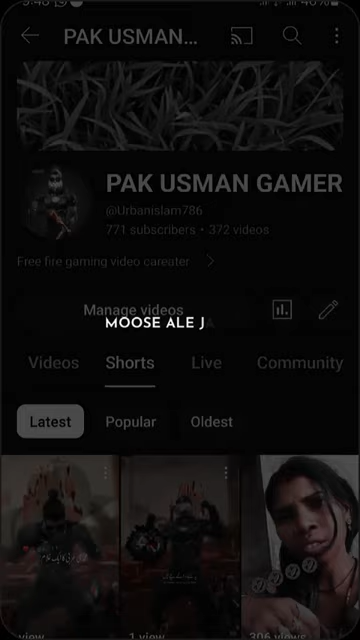 PAK USMAN...
PAK USMAN GAMER
@Urbanislam786
771 subscribers • 372 videos
Free fire gaming video careater
Manage videos
MOOSE ALE J
Videos Shorts Live Community
Latest Popular Oldest
view 1 view 306 views